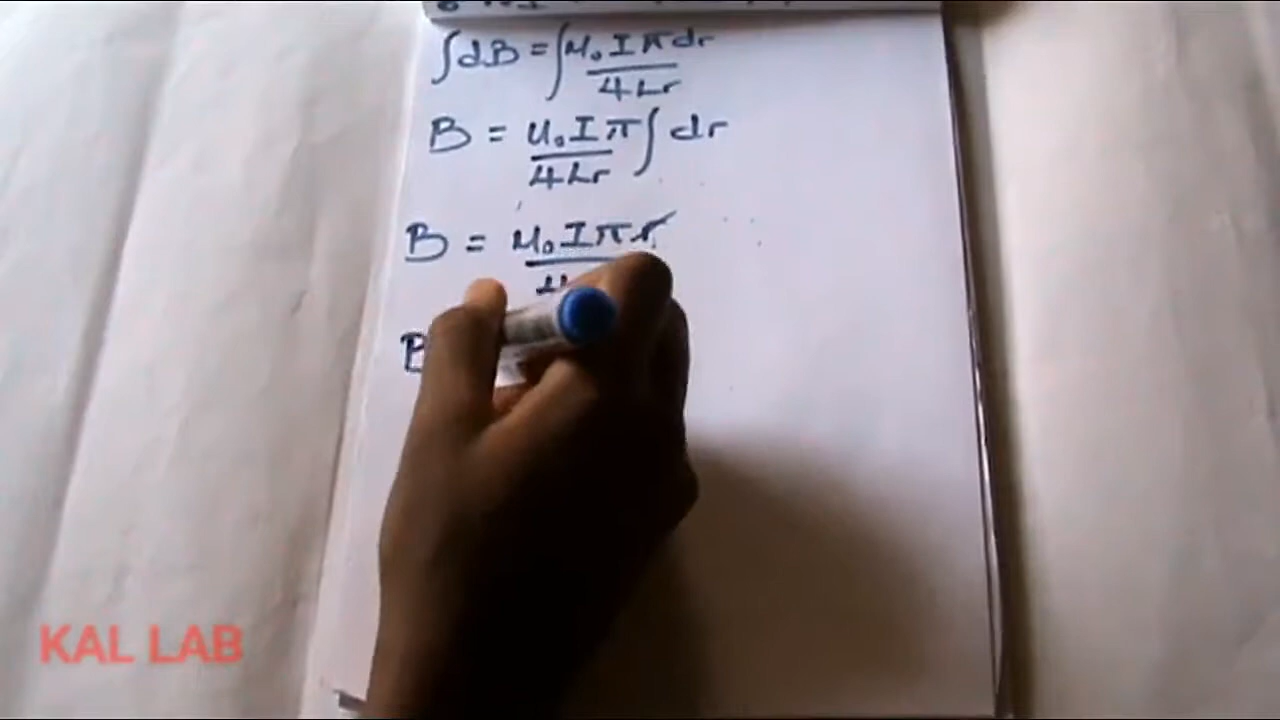 ∫dB = ∫ μ₀Iπdr / 4Lr
B = μ₀Iπ / 4Lr ∫dr
B = μ₀Iπr
B
KAL LAB